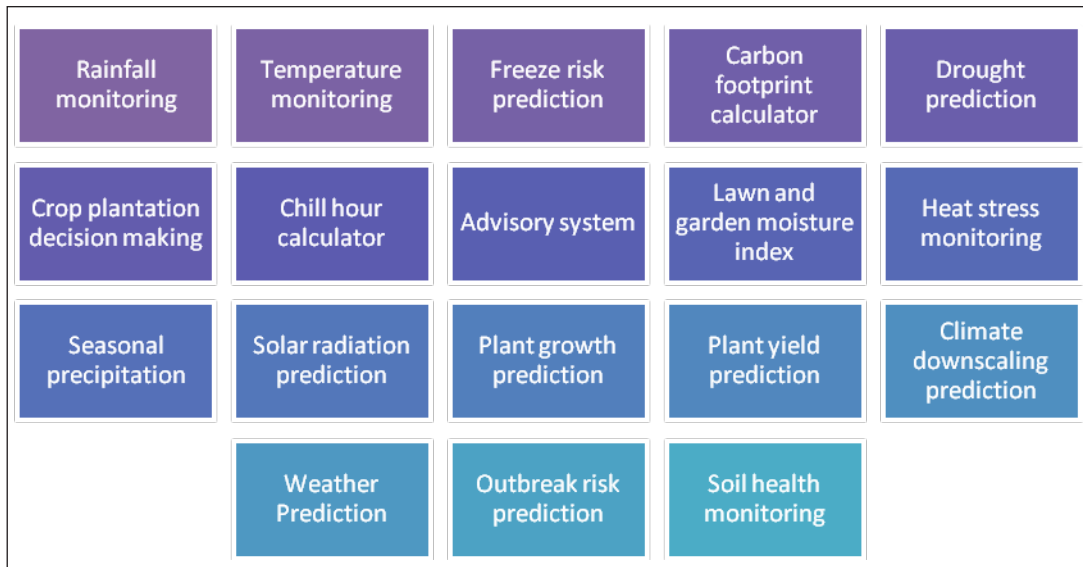 Rainfall
monitoring
Temperature
monitoring
Freeze risk
prediction
Carbon
footprint
calculator
Drought
prediction
Crop plantation
decision making
Chill hour
calculator
Advisory system
Lawn and
garden moisture
index
Heat stress
monitoring
Seasonal
precipitation
Solar radiation
prediction
Plant growth
prediction
Plant yield
prediction
Climate
downscaling
prediction
Weather
Prediction
Outbreak risk
prediction
Soil health
monitoring